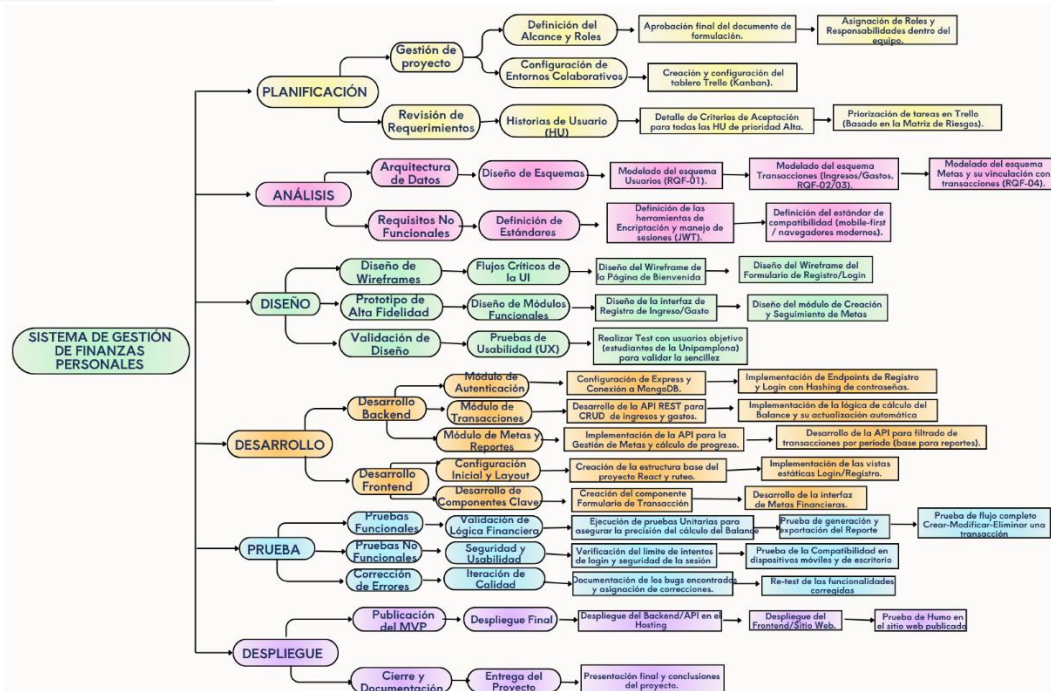 SISTEMA DE GESTIÓN
DE FINANZAS
PERSONALES
PLANIFICACIÓN
Gestión de
proyecto
Definición del
Alcance y Roles
Aprobación final del documento de
formulación.
Asignación de Roles y
Responsabilidades dentro del
equipo.
Configuración de
Entornos Colaborativos
Creación y configuración del
tablero Trello (Kanban).
Revisión de
Requerimientos
Historias de Usuario
(HU)
Detalle de Criterios de Aceptación
para todas las HU de prioridad Alta.
Priorización de tareas en Trello
(Basado en la Matriz de Riesgos).
ANÁLISIS
Arquitectura
de Datos
Diseño de Esquemas
Modelado del esquema
Usuarios (RQF-01).
Modelado del esquema
Transacciones (Ingresos/Gastos,
RQF-02/03).
Modelado del esquema
Metas y su vinculación con
transacciones (RQF-04).
Requisitos No
Funcionales
Definición de
Estándares
Definición de las
herramientas de
Encriptación y manejo de
sesiones (JWT).
Definición del estándar de
compatibilidad (mobile-first
/ navegadores modernos).
DISEÑO
Diseño de
Wireframes
Flujos Críticos de
la UI
Diseño del Wireframe de
la Página de Bienvenida
Diseño del Wireframe del
Formulario de Registro/Login
Prototipo de
Alta Fidelidad
Diseño de Módulos
Funcionales
Diseño de la interfaz de
Registro de Ingreso/Gasto
Diseño del módulo de Creación
y Seguimiento de Metas
Validación de
Diseño
Pruebas de
Usabilidad (UX)
Realizar Test con usuarios objetivo
(estudiantes de la Unipamplona)
para validar la sencillez
DESARROLLO
Desarrollo
Backend
Módulo de
Autenticación
Configuración de Express y
Conexión a MongoDB.
Implementación de Endpoints de Registro
y Login con Hashing de contraseñas.
Módulo de
Transacciones
Desarrollo de la API REST para
CRUD de ingresos y gastos.
Implementación de la lógica de cálculo del
Balance y su actualización automática
Módulo de Metas y
Reportes
Implementación de la API para la
Gestión de Metas y cálculo de progreso.
Desarrollo de la API para filtrado de
transacciones por periodo (base para reportes).
Desarrollo
Frontend
Configuración
Inicial y Layout
Creación de la estructura base del
proyecto React y ruteo.
Implementación de las vistas
estáticas Login/Registro.
Desarrollo de
Componentes Clave
Creación del componente
Formulario de Transacción
Desarrollo de la interfaz
de Metas Financieras.
PRUEBA
Pruebas
Funcionales
Validación de
Lógica Financiera
Ejecución de pruebas Unitarias para
asegurar la precisión del cálculo del Balance
Prueba de generación y
exportación del Reporte
Prueba de flujo completo
Crear-Modificar-Eliminar una
transacción
Pruebas No
Funcionales
Seguridad y
Usabilidad
Verificación del límite de intentos
de login y seguridad de la sesión
Prueba de la Compatibilidad en
dispositivos móviles y de escritorio
Corrección
de Errores
Iteración de
Calidad
Documentación de los bugs encontrados
y asignación de correcciones.
Re-test de las funcionalidades
corregidas
DESPLIEGUE
Publicación
del MVP
Despliegue Final
Despliegue del Backend/API en el
Hosting
Despliegue del
Frontend/Sitio Web.
Prueba de Humo en
el sitio web publicado
Cierre y
Documentación
Entrega del
Proyecto
Presentación final y conclusiones
del proyecto.